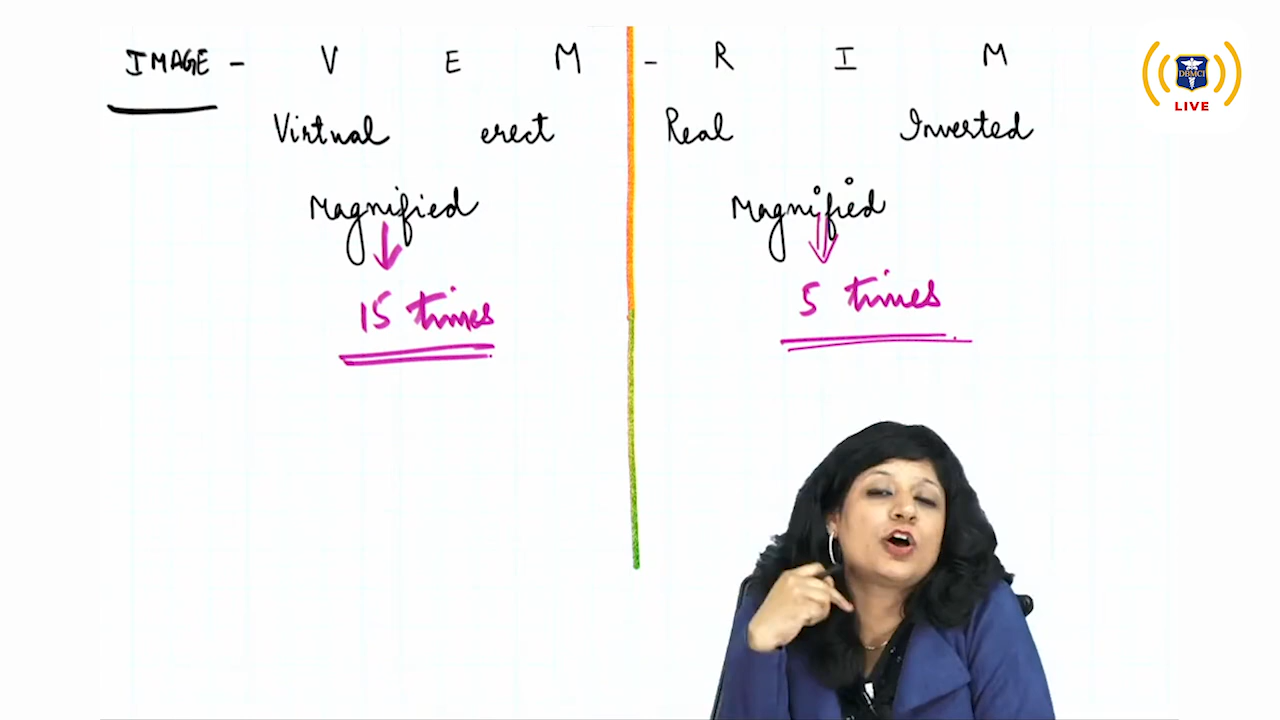 IMAGE - V E M - R I M
Virtual erect Real Inverted
Magnified Magnified
15 times 5 times
DBMCI
LIVE